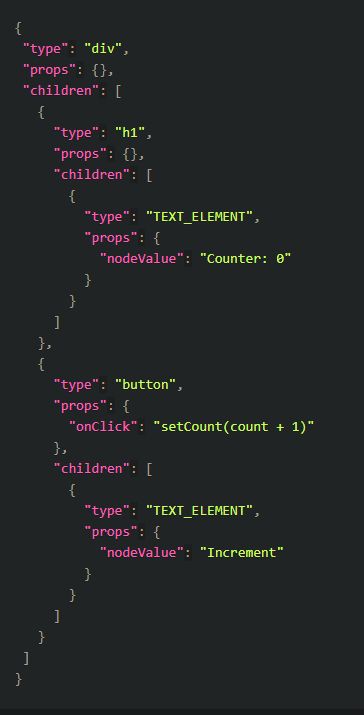 {
 "type": "div",
 "props": {},
 "children": [
   {
     "type": "h1",
     "props": {},
     "children": [
       {
         "type": "TEXT_ELEMENT",
         "props": {
           "nodeValue": "Counter: 0"
         }
       }
     ]
   },
   {
     "type": "button",
     "props": {
       "onClick": "setCount(count + 1)"
     },
     "children": [
       {
         "type": "TEXT_ELEMENT",
         "props": {
           "nodeValue": "Increment"
         }
       }
     ]
   }
 ]
}